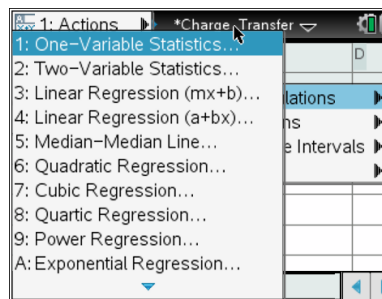 1: Actions *Charge_Transfer
1: One-Variable Statistics...
2: Two-Variable Statistics...
3: Linear Regression (mx+b)...
4: Linear Regression (a+bx)...
5: Median-Median Line...
6: Quadratic Regression...
7: Cubic Regression...
8: Quartic Regression...
9: Power Regression...
A: Exponential Regression...
D
lations
ns
e Intervals